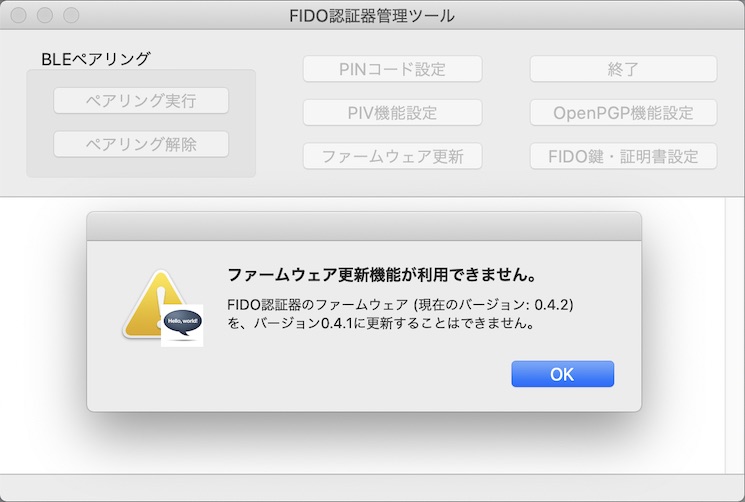 FIDO認証器管理ツール
BLEペアリング
ペアリング実行
ペアリング解除
PINコード設定
終了
PIV機能設定
OpenPGP機能設定
ファームウェア更新
FIDO鍵・証明書設定
ファームウェア更新機能が利用できません。
FIDO認証器のファームウェア (現在のバージョン: 0.4.2)
を、バージョン0.4.1に更新することはできません。
Hello, world!
OK